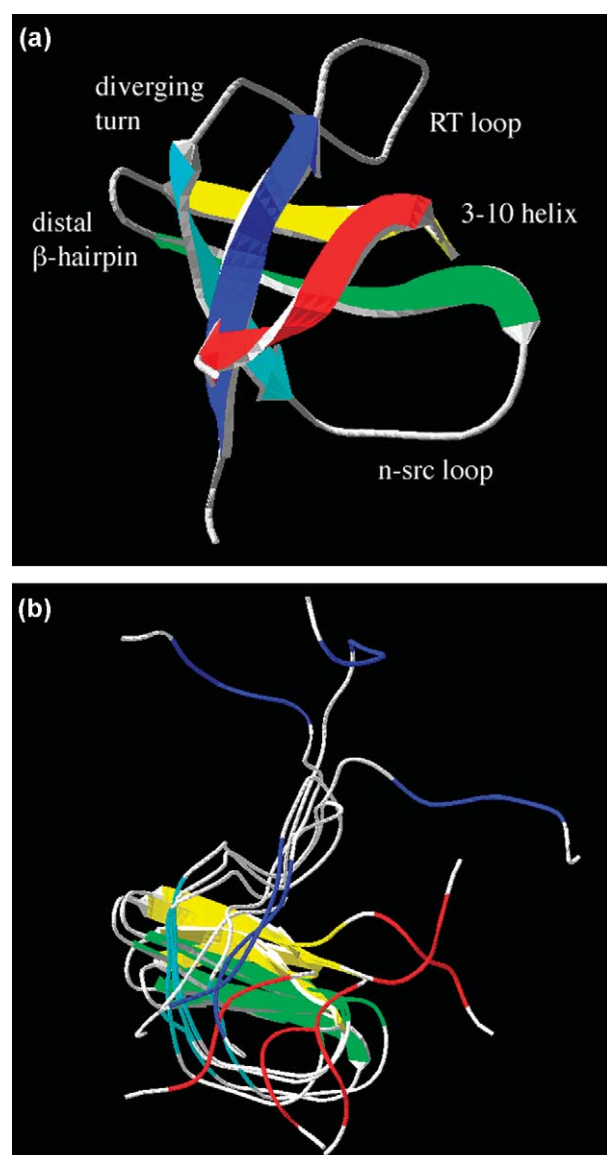 (a)
diverging
turn
RT loop
distal
β-hairpin
3-10 helix
n-src loop
(b)